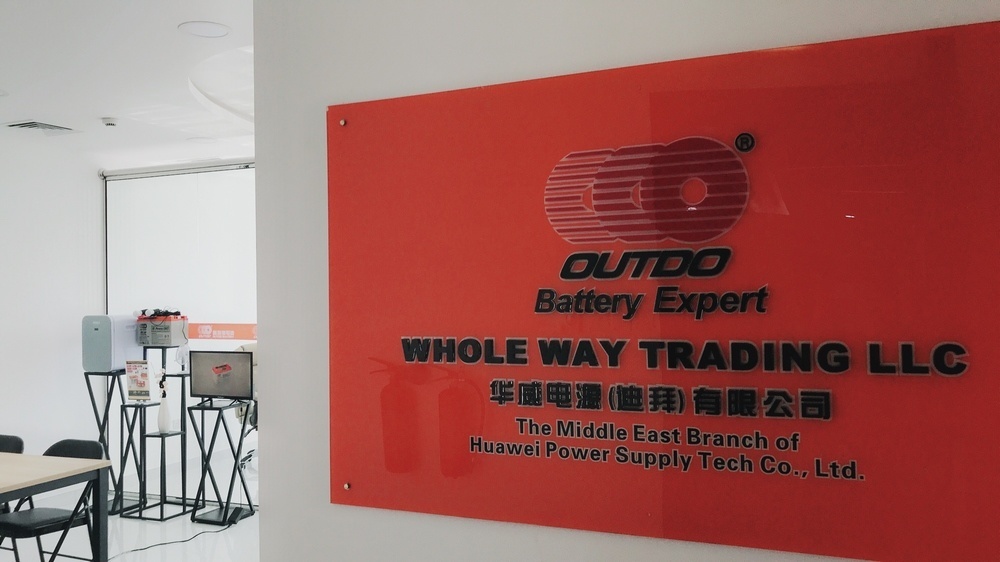 ®
OUTDO
Battery Expert
WHOLE WAY TRADING LLC
华威电源(迪拜)有限公司
The Middle East Branch of
Huawei Power Supply Tech Co., Ltd.